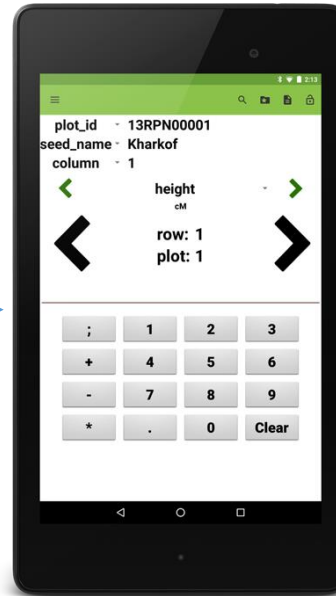 2:13
plot_id 13RPN00001
seed_name Kharkof
column 1
height
cM
row: 1
plot: 1
; 1 2 3
+ 4 5 6
- 7 8 9
* . 0 Clear